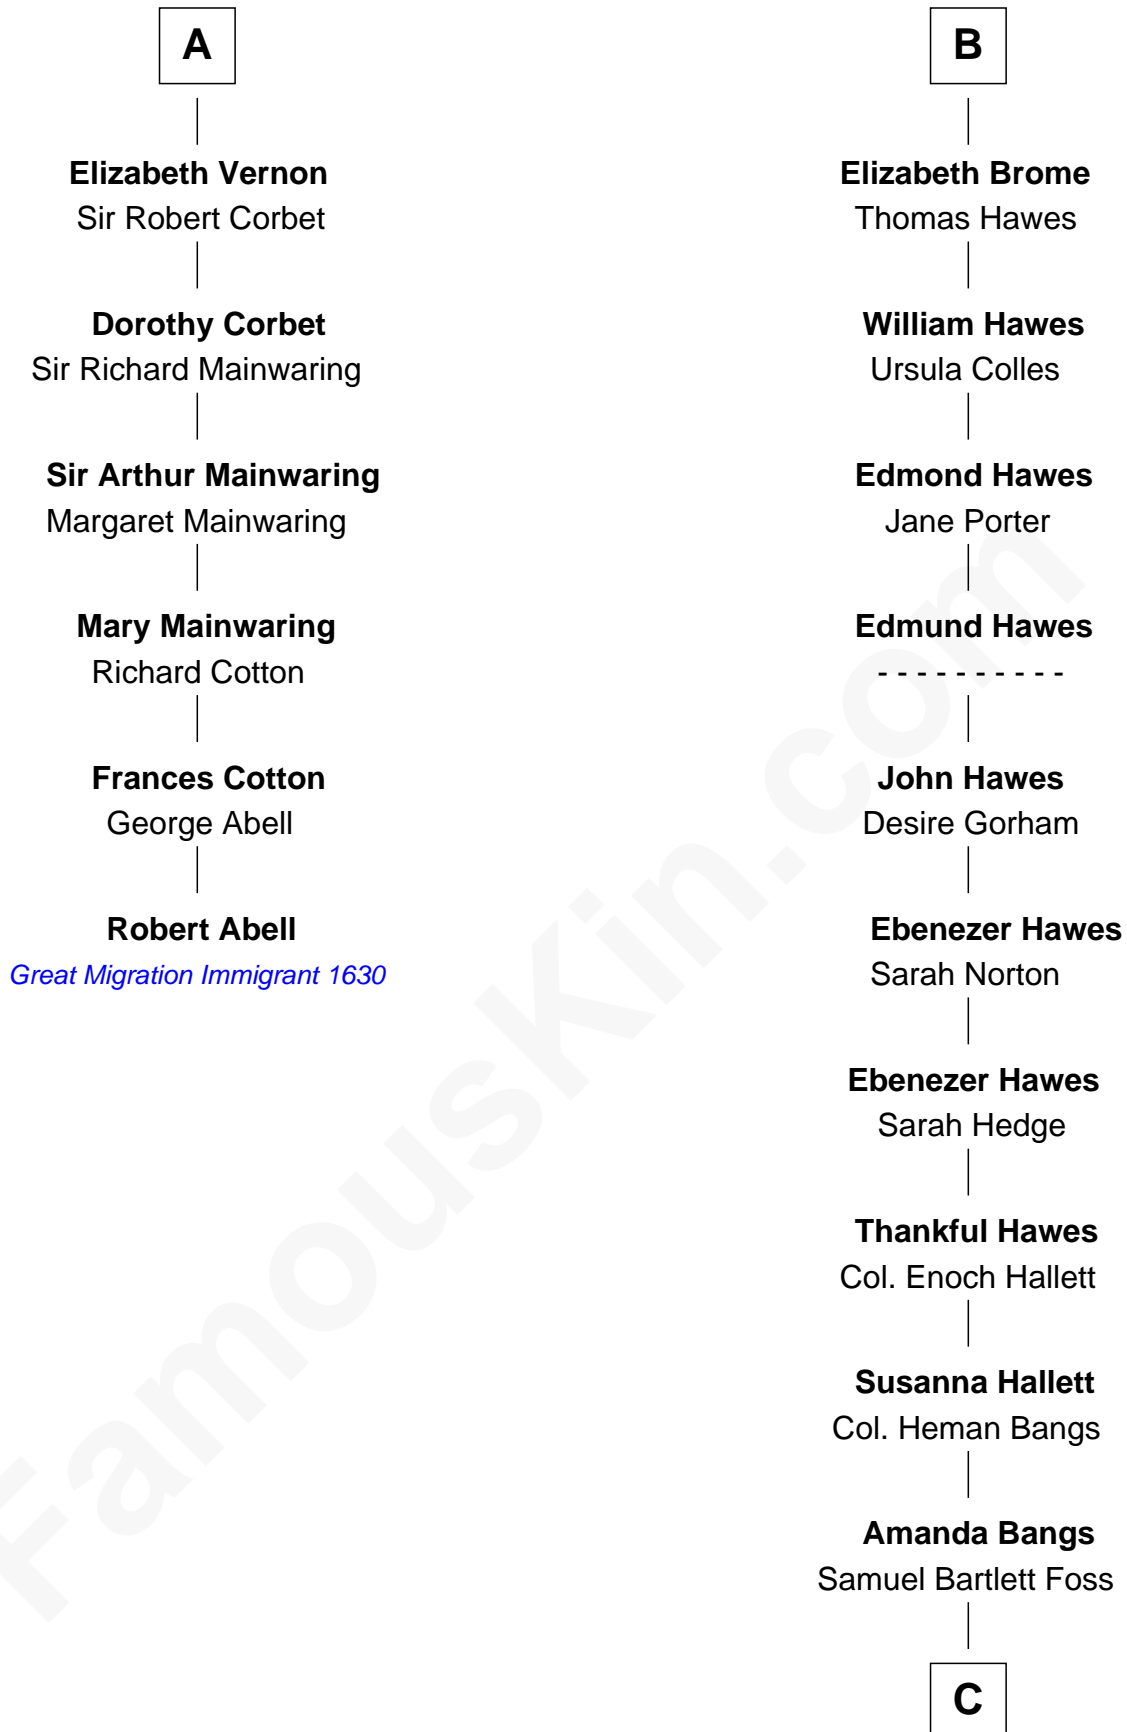 A
Elizabeth Vernon
Sir Robert Corbet
Dorothy Corbet
Sir Richard Mainwaring
Sir Arthur Mainwaring
Margaret Mainwaring
Mary Mainwaring
Richard Cotton
Frances Cotton
George Abell
Robert Abell
Great Migration Immigrant 1630
B
Elizabeth Brome
Thomas Hawes
William Hawes
Ursula Colles
Edmond Hawes
Jane Porter
Edmund Hawes
- - - - - - - - - -
John Hawes
Desire Gorham
Ebenezer Hawes
Sarah Norton
Ebenezer Hawes
Sarah Hedge
Thankful Hawes
Col. Enoch Hallett
Susanna Hallett
Col. Heman Bangs
Amanda Bangs
Samuel Bartlett Foss
C
FamousKin.com